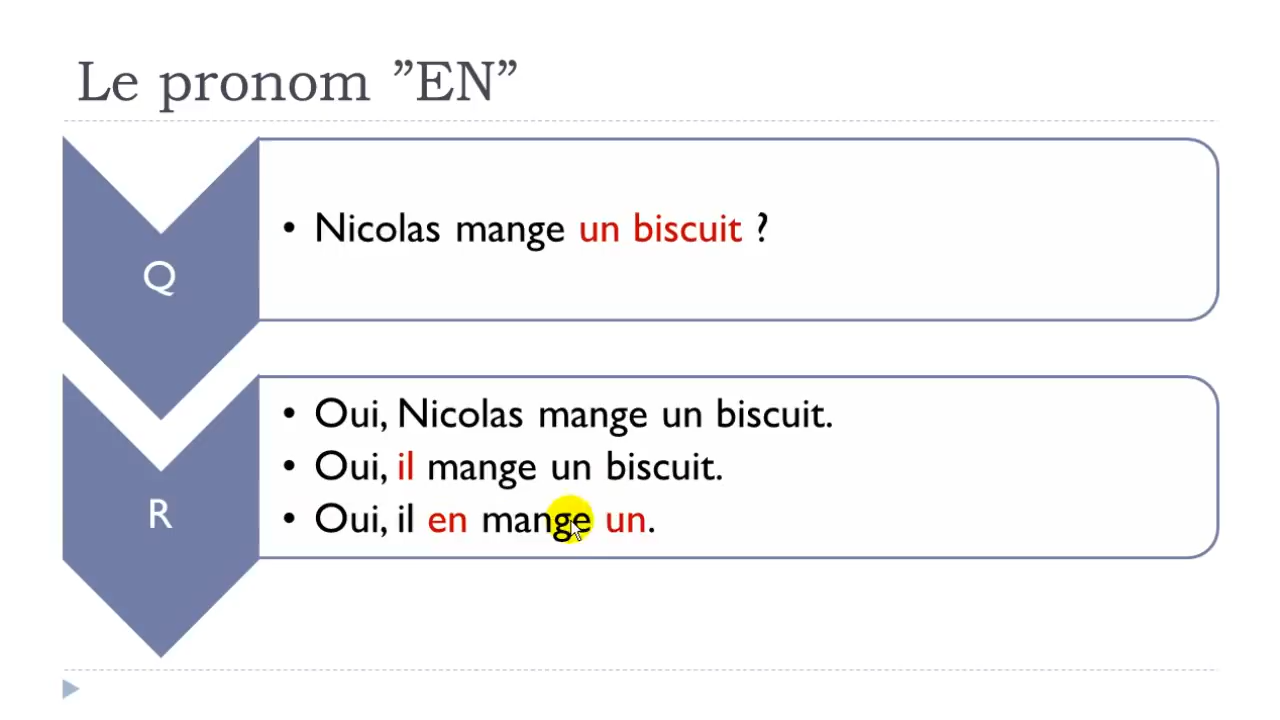 Le pronom ”EN”
Q
• Nicolas mange un biscuit ?
R
• Oui, Nicolas mange un biscuit.
• Oui, il mange un biscuit.
• Oui, il en mange un.